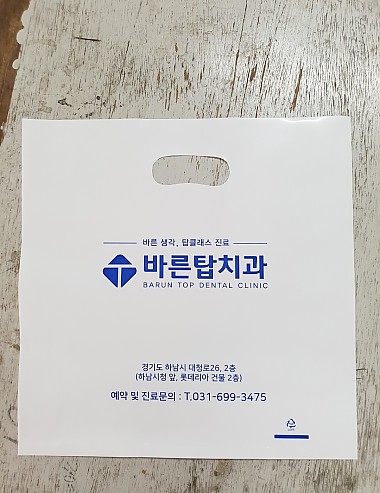 바른 생각, 탑클래스 진료
바른탑치과
BARUN TOP DENTAL CLINIC
경기도 하남시 대청로26, 2층
(하남시청 앞, 롯데리아 건물 2층)
예약 및 진료문의 : T.031-699-3475